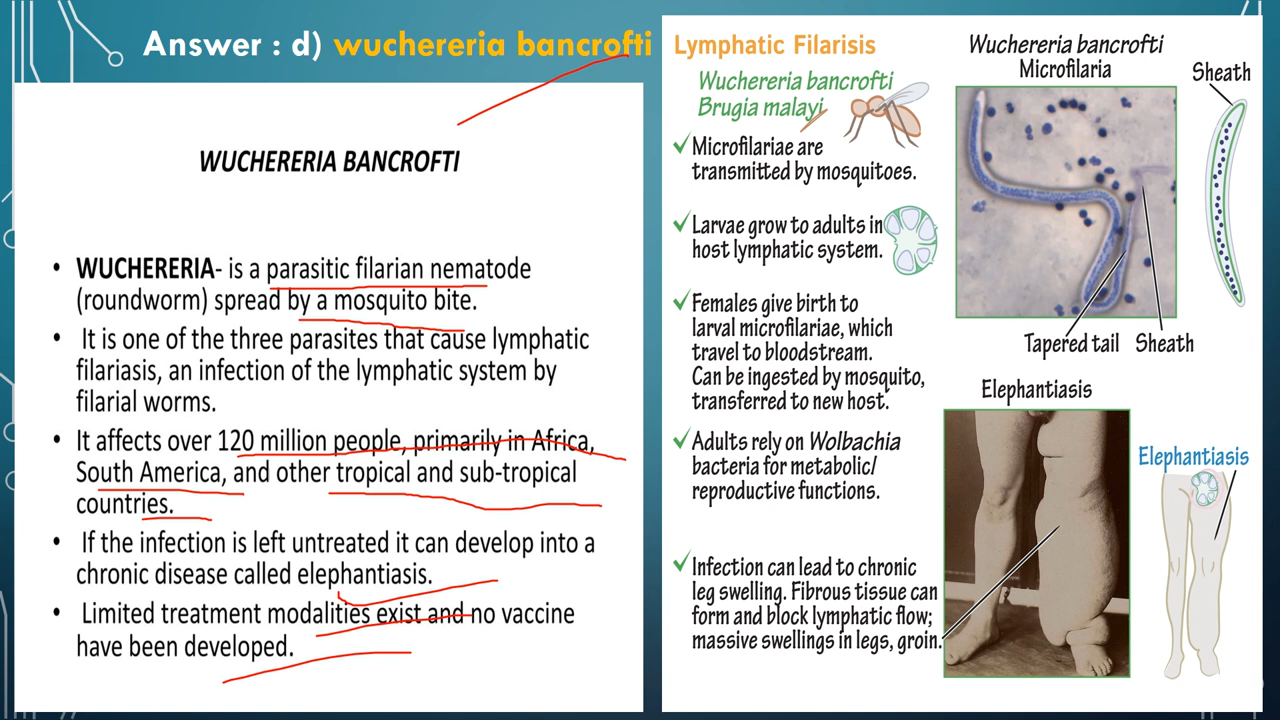 Answer : d) wuchereria bancrofti
WUCHERERIA BANCROFTI
• WUCHERERIA- is a parasitic filarian nematode
(roundworm) spread by a mosquito bite.
• It is one of the three parasites that cause lymphatic
filariasis, an infection of the lymphatic system by
filarial worms.
• It affects over 120 million people, primarily in Africa,
South America, and other tropical and sub-tropical
countries.
• If the infection is left untreated it can develop into a
chronic disease called elephantiasis.
• Limited treatment modalities exist and no vaccine
have been developed.
Lymphatic Filarisis
Wuchereria bancrofti
Brugia malayi
✓ Microfilariae are
transmitted by mosquitoes.
✓ Larvae grow to adults in
host lymphatic system.
✓ Females give birth to
larval microfilariae, which
travel to bloodstream.
Can be ingested by mosquito,
transferred to new host.
✓ Adults rely on Wolbachia
bacteria for metabolic/
reproductive functions.
✓ Infection can lead to chronic
leg swelling. Fibrous tissue can
form and block lymphatic flow;
massive swellings in legs, groin.
Wuchereria bancrofti
Microfilaria
Sheath
Tapered tail
Sheath
Elephantiasis
Elephantiasis